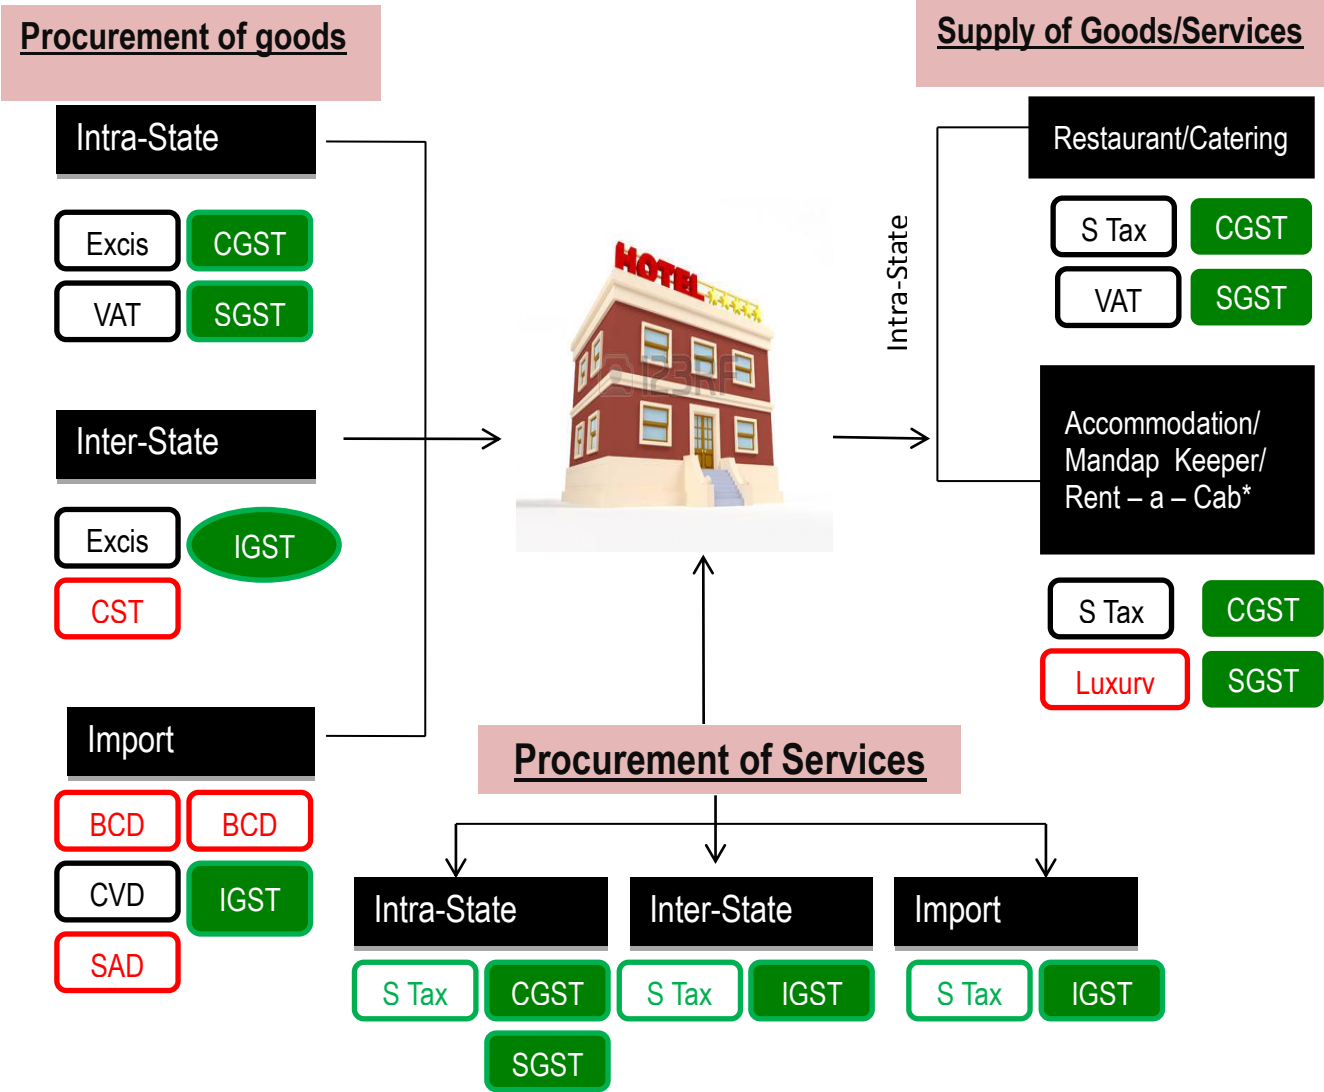 Procurement of goods
Intra-State
Excis
CGST
VAT
SGST
Inter-State
Excis
IGST
CST
Import
BCD
BCD
CVD
IGST
SAD
HOTEL
123RF
Intra-State
Supply of Goods/Services
Restaurant/Catering
S Tax
CGST
VAT
SGST
Accommodation/
Mandap Keeper/
Rent – a – Cab*
S Tax
CGST
Luxurv
SGST
Procurement of Services
Intra-State
S Tax
CGST
SGST
Inter-State
S Tax
IGST
Import
S Tax
IGST